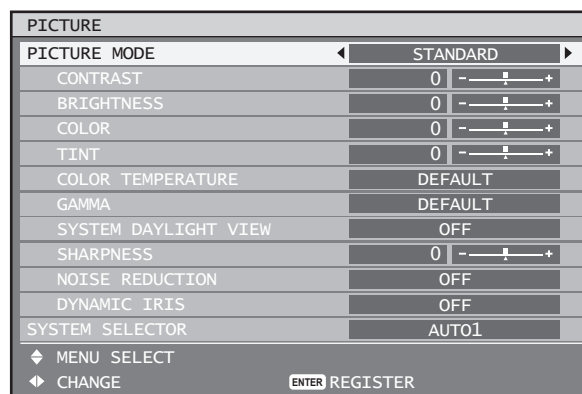 PICTURE
PICTURE MODE STANDARD
CONTRAST 0 - +
BRIGHTNESS 0 - +
COLOR 0 - +
TINT 0 - +
COLOR TEMPERATURE DEFAULT
GAMMA DEFAULT
SYSTEM DAYLIGHT VIEW OFF
SHARPNESS 0 - +
NOISE REDUCTION OFF
DYNAMIC IRIS OFF
SYSTEM SELECTOR AUTO1
MENU SELECT
CHANGE ENTER REGISTER